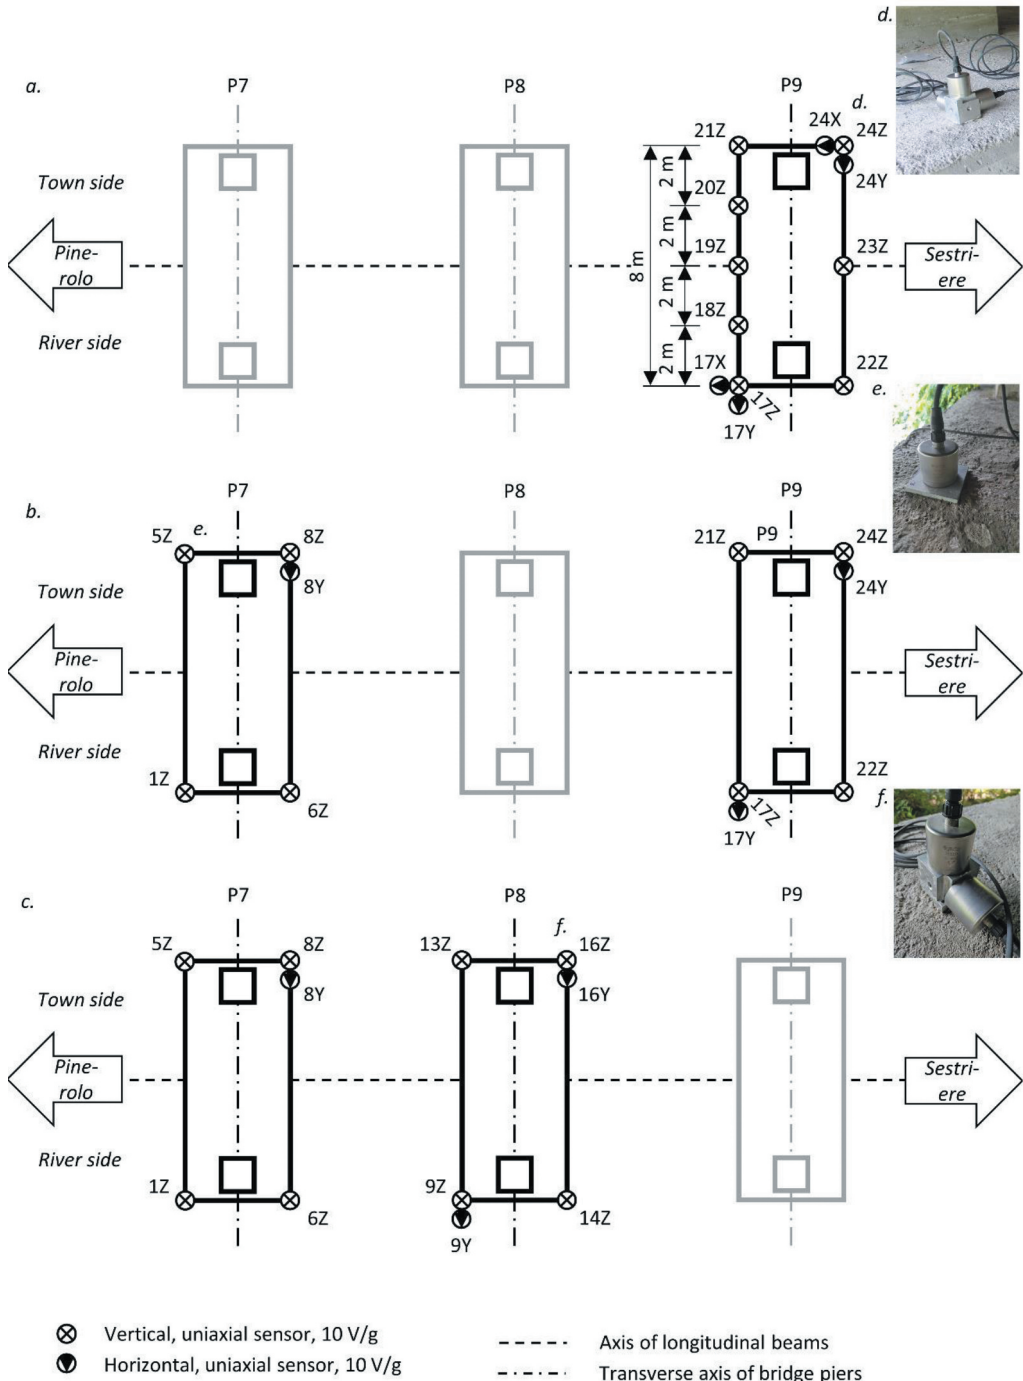 d.
a.
P7
P8
P9
d.
24X
21Z
24Z
Town side
2 m
20Z
24Y
2 m
19Z
23Z
Pine-
rolo
8 m
Sestri-
ere
2 m
18Z
River side
2 m
17X
22Z
17Z
17Y
e.
b.
P7
P8
P9
5Z
e.
8Z
21Z
P9
24Z
Town side
8Y
24Y
Pine-
rolo
Sestri-
ere
River side
1Z
6Z
22Z
17Z
17Y
f.
c.
P7
P8
P9
5Z
8Z
13Z
f.
16Z
Town side
8Y
16Y
Pine-
rolo
Sestri-
ere
River side
1Z
6Z
9Z
14Z
9Y
Vertical, uniaxial sensor, 10 V/g
Horizontal, uniaxial sensor, 10 V/g
Axis of longitudinal beams
Transverse axis of bridge piers